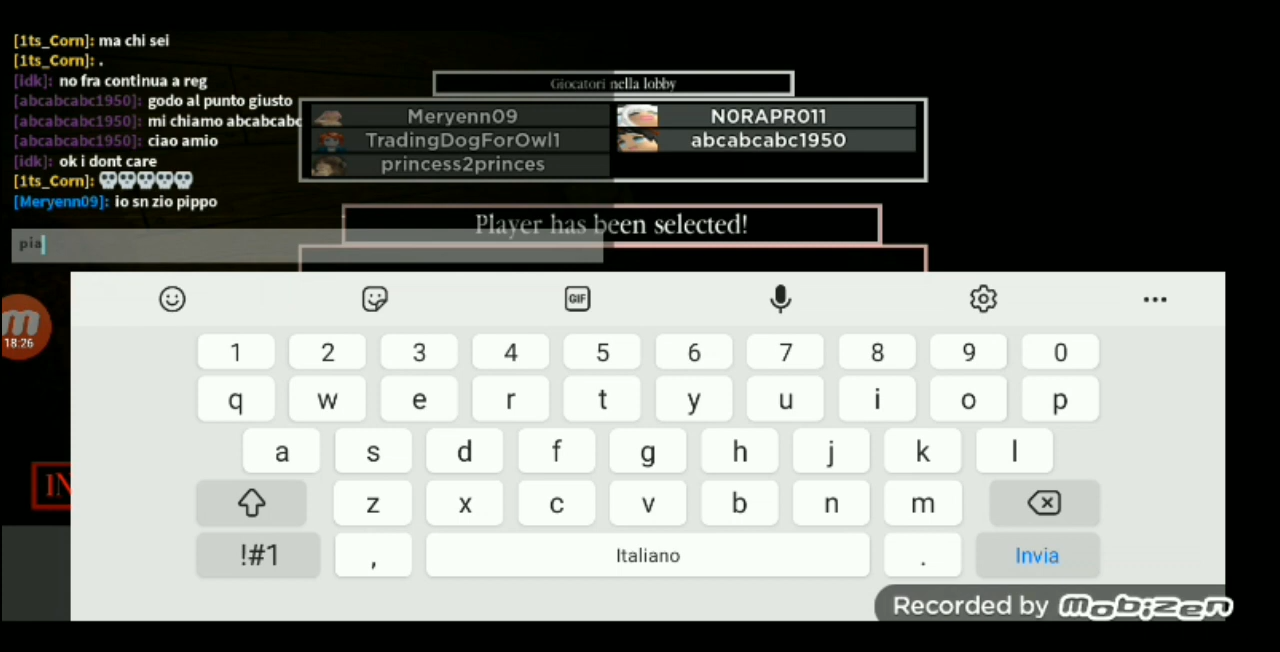 [1ts_Corn]: ma chi sei
[1ts_Corn]: .
[idk]: no fra continua a reg
[abcabcabc1950]: godo al punto giusto
[abcabcabc1950]: mi chiamo abcabcabc
[abcabcabc1950]: ciao amio
[idk]: ok i dont care
[1ts_Corn]: 💀💀💀💀💀
[Meryenn09]: io sn zio pippo
pia
Giocatori nella lobby
Meryenn09
N0RAPRO11
TradingDogForOwl1
abcabcabc1950
princess2princes
Player has been selected!
18:26
IN
GIF
1 2 3 4 5 6 7 8 9 0
q w e r t y u i o p
a s d f g h j k l
z x c v b n m
!#1 , Italiano . Invia
Recorded by mobizen